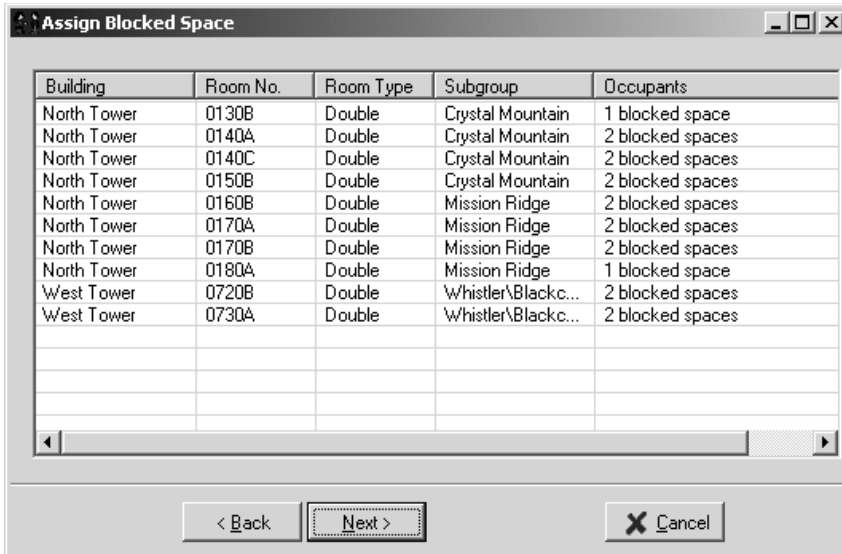 Assign Blocked Space
Building Room No. Room Type Subgroup Occupants
North Tower 0130B Double Crystal Mountain 1 blocked space
North Tower 0140A Double Crystal Mountain 2 blocked spaces
North Tower 0140C Double Crystal Mountain 2 blocked spaces
North Tower 0150B Double Crystal Mountain 2 blocked spaces
North Tower 0160B Double Mission Ridge 2 blocked spaces
North Tower 0170A Double Mission Ridge 2 blocked spaces
North Tower 0170B Double Mission Ridge 2 blocked spaces
North Tower 0180A Double Mission Ridge 1 blocked space
West Tower 0720B Double Whistler\Blackc... 2 blocked spaces
West Tower 0730A Double Whistler\Blackc... 2 blocked spaces
< Back Next > Cancel